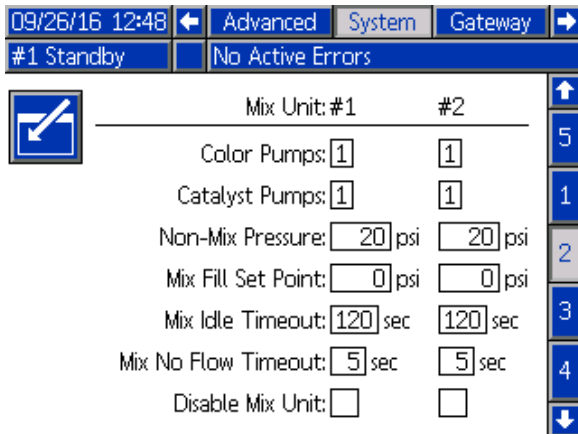 09/26/16 12:48 Advanced System Gateway
#1 Standby No Active Errors
Mix Unit: #1 #2
Color Pumps: 1 1
Catalyst Pumps: 1 1
Non-Mix Pressure: 20 psi 20 psi
Mix Fill Set Point: 0 psi 0 psi
Mix Idle Timeout: 120 sec 120 sec
Mix No Flow Timeout: 5 sec 5 sec
Disable Mix Unit:
5
1
2
3
4